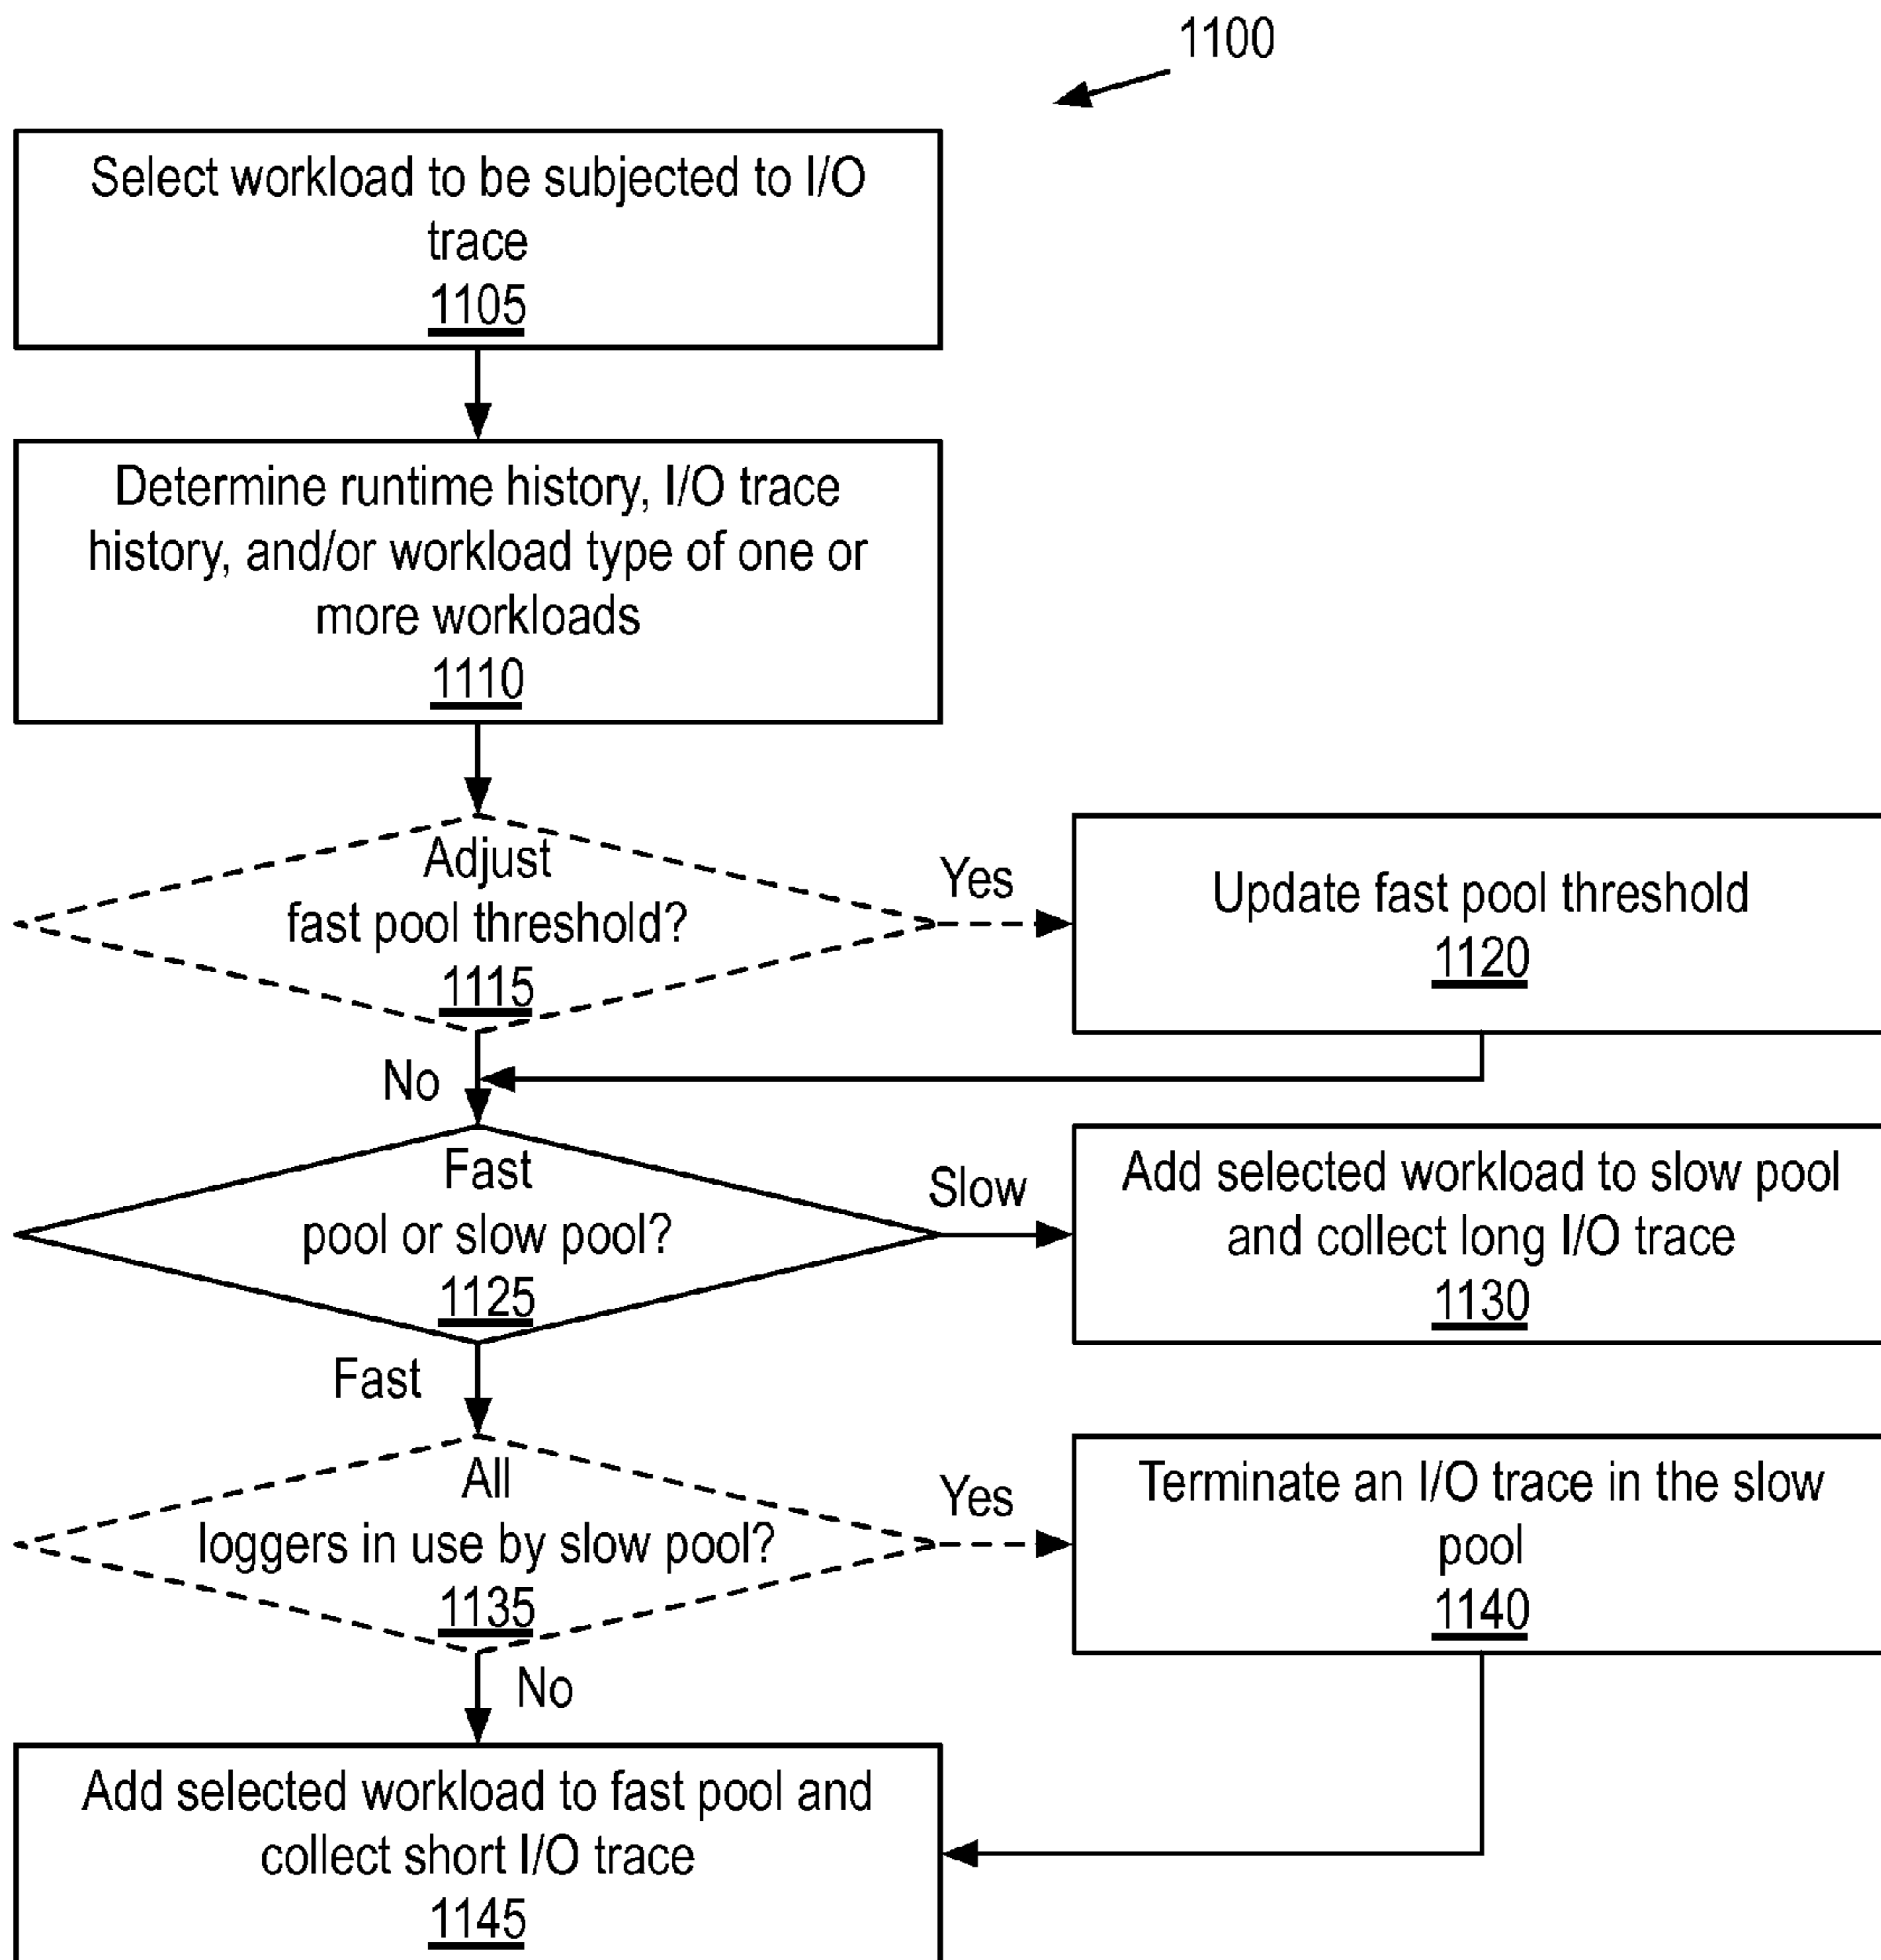 1100
Select workload to be subjected to I/O
trace
1105
Determine runtime history, I/O trace
history, and/or workload type of one or
more workloads
1110
Adjust
fast pool threshold?
1115
Yes
Update fast pool threshold
1120
No
Fast
pool or slow pool?
1125
Slow
Add selected workload to slow pool
and collect long I/O trace
1130
Fast
All
loggers in use by slow pool?
1135
Yes
Terminate an I/O trace in the slow
pool
1140
No
Add selected workload to fast pool and
collect short I/O trace
1145